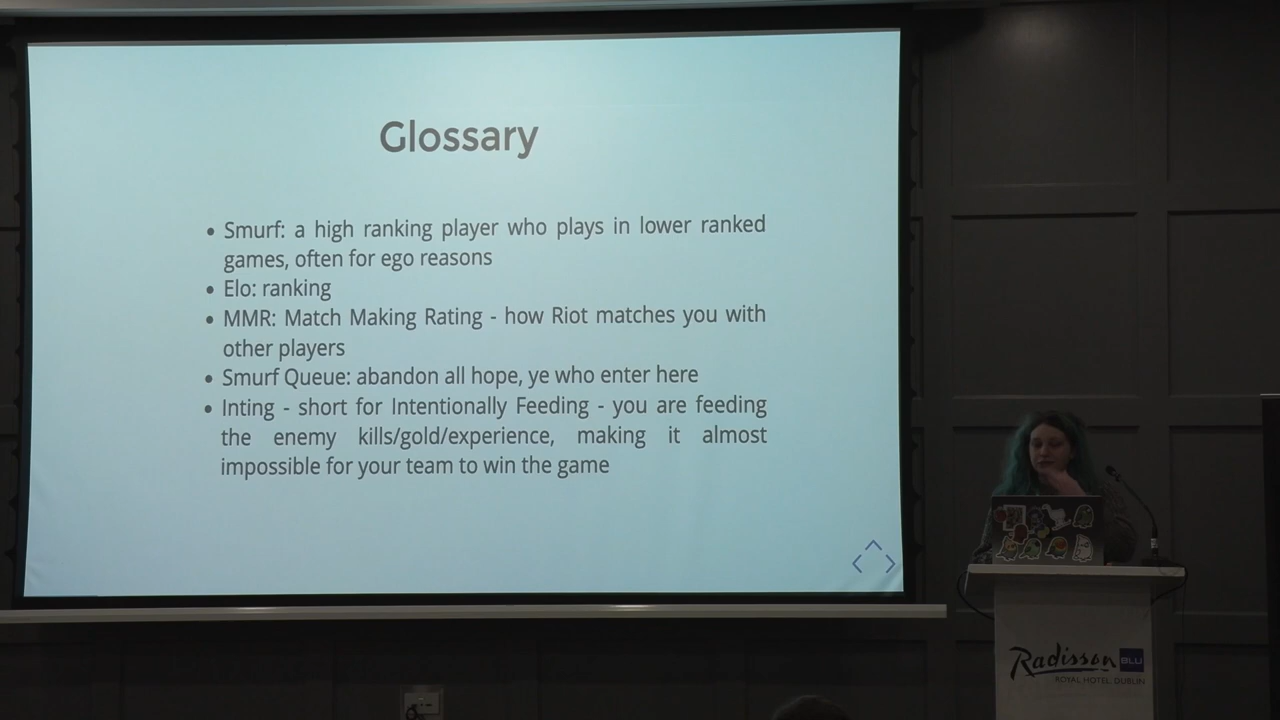 Glossary
• Smurf: a high ranking player who plays in lower ranked
games, often for ego reasons
• Elo: ranking
• MMR: Match Making Rating - how Riot matches you with
other players
• Smurf Queue: abandon all hope, ye who enter here
• Inting - short for Intentionally Feeding - you are feeding
the enemy kills/gold/experience, making it almost
impossible for your team to win the game
Radisson BLU
ROYAL HOTEL DUBLIN